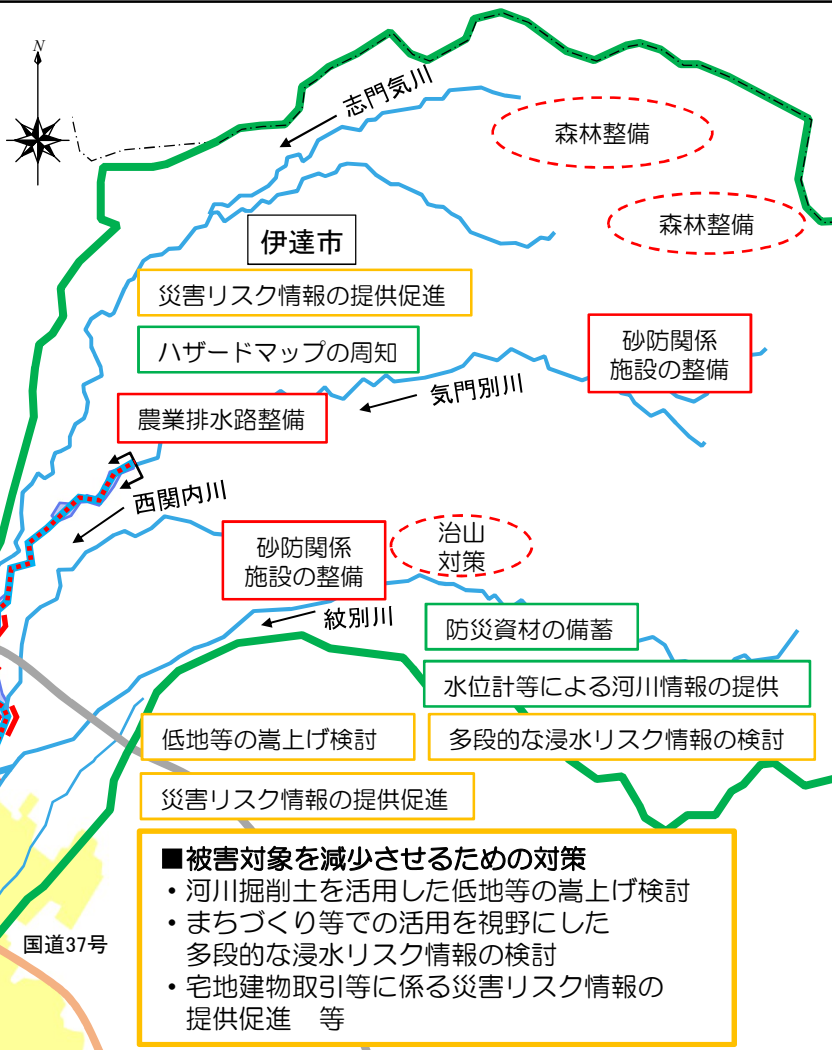 N
志門気川
森林整備
森林整備
伊達市
災害リスク情報の提供促進
ハザードマップの周知
砂防関係
施設の整備
気門別川
農業排水路整備
西関内川
砂防関係
施設の整備
治山
対策
紋別川
防災資材の備蓄
水位計等による河川情報の提供
低地等の嵩上げ検討
多段的な浸水リスク情報の検討
災害リスク情報の提供促進
■被害対象を減少させるための対策
・河川掘削土を活用した低地等の嵩上げ検討
・まちづくり等での活用を視野にした
多段的な浸水リスク情報の検討
・宅地建物取引等に係る災害リスク情報の
提供促進　等
国道37号